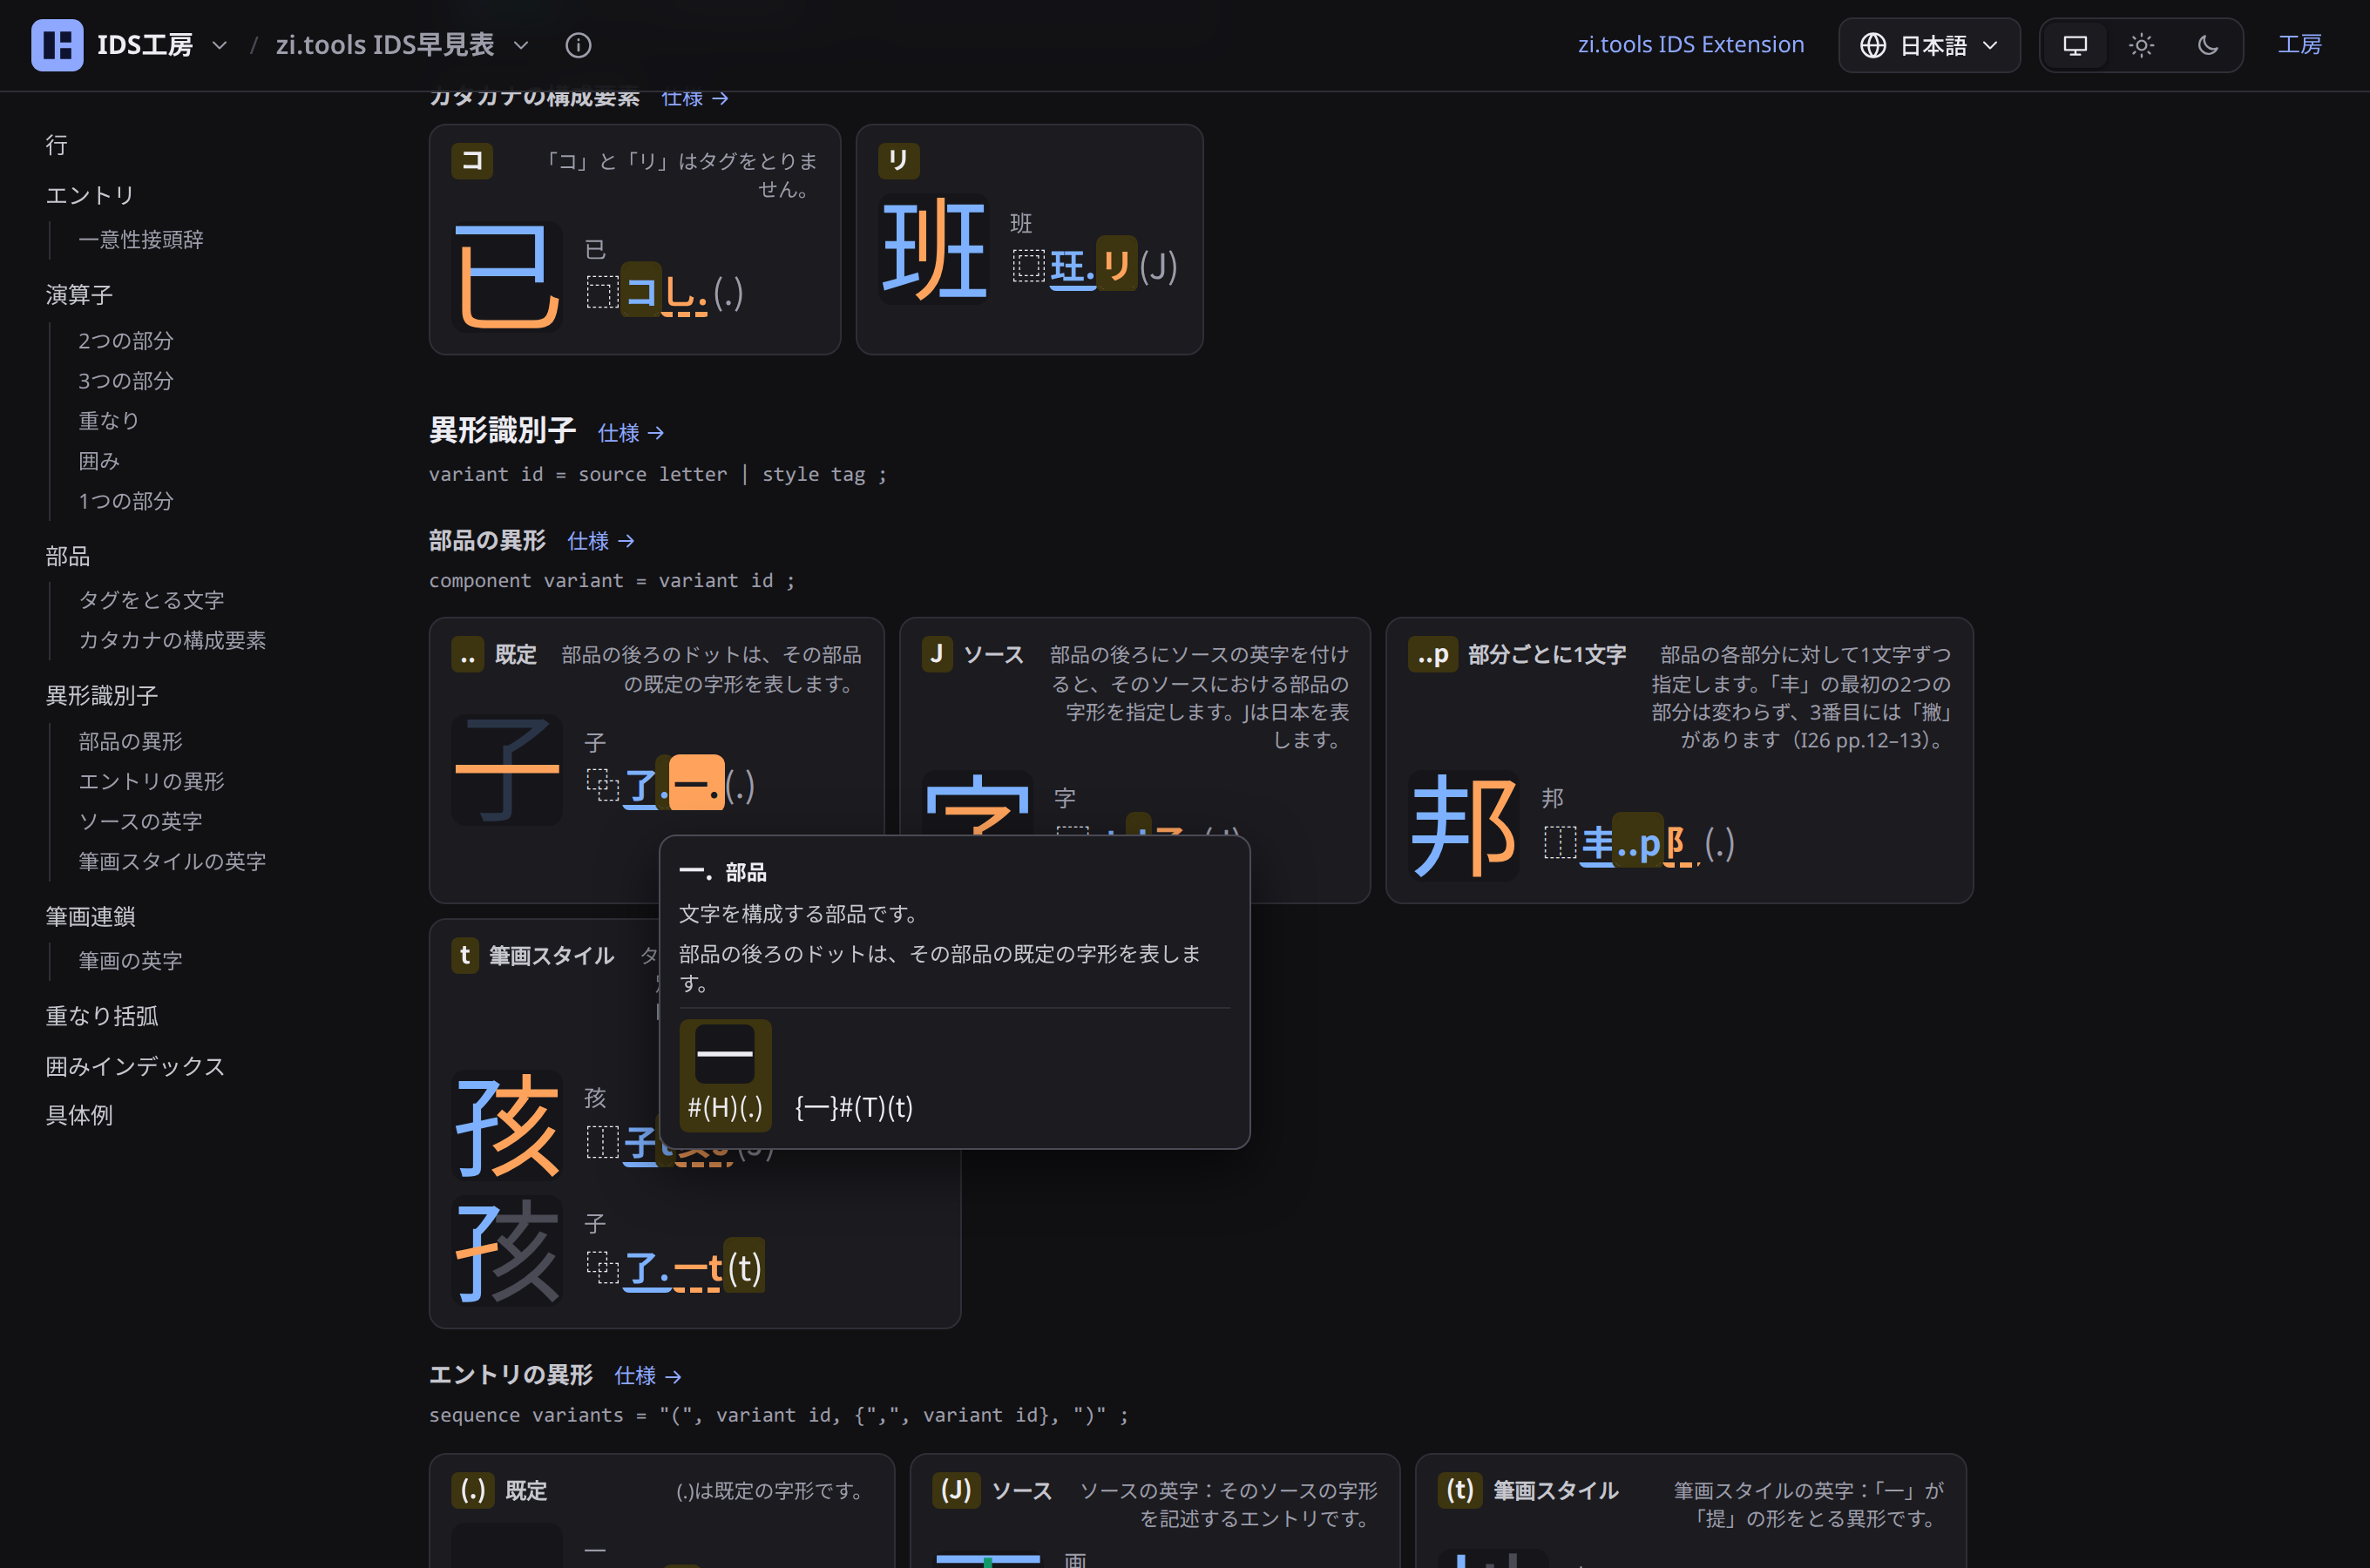 IDS工房 / zi.tools IDS早見表
zi.tools IDS Extension
日本語
工房
行
エントリ
一意性接頭辞
演算子
2つの部分
3つの部分
重なり
囲み
1つの部分
部品
タグをとる文字
カタカナの構成要素
異形識別子
部品の異形
エントリの異形
ソースの英字
筆画スタイルの英字
筆画連鎖
筆画の英字
重なり括弧
囲みインデックス
具体例
カタカナの構成要素 仕様 →
コ 「コ」と「リ」はタグをとりま
せん。
已
已
⿹コ⺃.(.)
リ
班
班
⿴玨.リ(J)
異形識別子 仕様 →
variant id = source letter | style tag ;
部品の異形 仕様 →
component variant = variant id ;
.. 既定 部品の後ろのドットは、その部品
の既定の字形を表します。
子
子
⿻了.一.(.)
J ソース 部品の後ろにソースの英字を付け
ると、そのソースにおける部品の
字形を指定します。Jは日本を表
します。
字
字
..p 部分ごとに1文字 部品の各部分に対して1文字ずつ
指定します。「丰」の最初の2つの
部分は変わらず、3番目には「撇」
があります（I26 pp.12–13）。
邦
邦
⿰丰..p阝.(.)
一. 部品
文字を構成する部品です。
部品の後ろのドットは、その部品の既定の字形を表しま
す。
一
#(H)(.) {一}#(T)(t)
t 筆画スタイル
孩
孩
⿰子t
孩
子
⿻了.一t(t)
エントリの異形 仕様 →
sequence variants = "(", variant id, {",", variant id}, ")" ;
(.) 既定 (.)は既定の字形です。
一
(J) ソース ソースの英字：そのソースの字形
を記述するエントリです。
画
(t) 筆画スタイル 筆画スタイルの英字：「一」が
「提」の形をとる異形です。